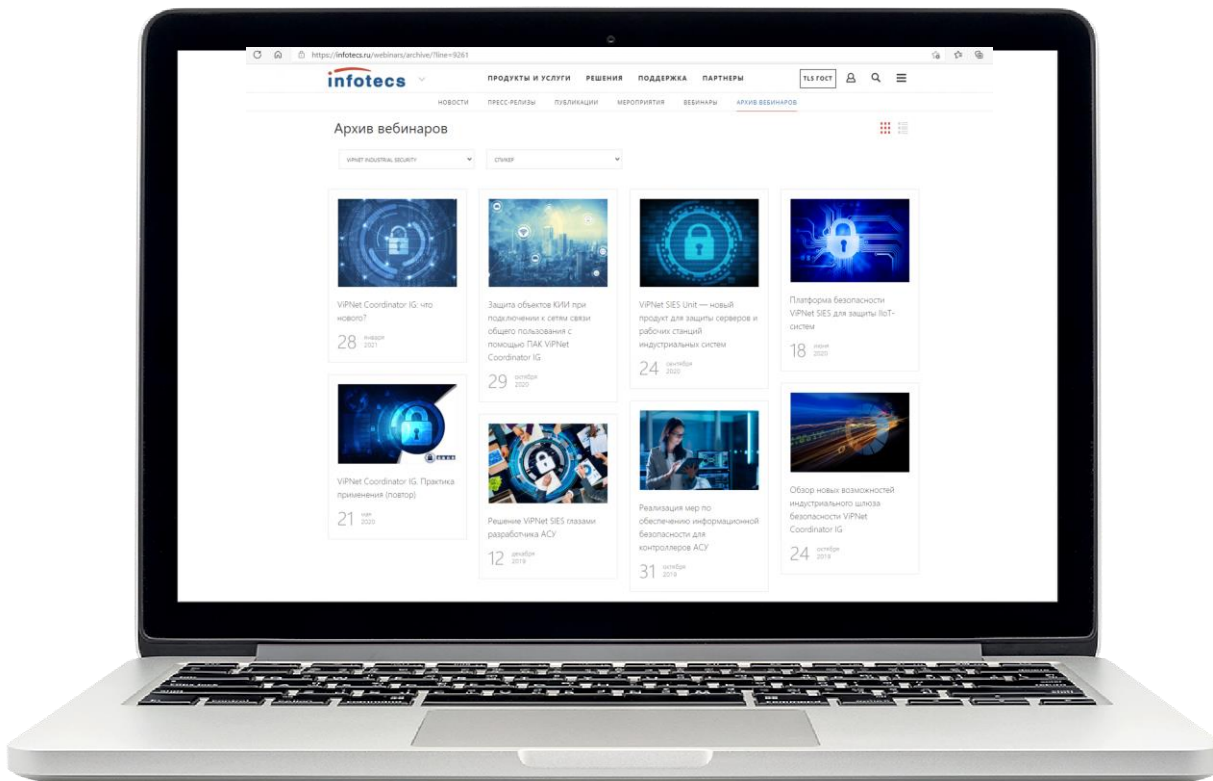 https://infotecs.ru/webinars/archive/?line=9261
infotecs
ПРОДУКТЫ И УСЛУГИ РЕШЕНИЯ ПОДДЕРЖКА ПАРТНЕРЫ
TLS ГОСТ
НОВОСТИ ПРЕСС-РЕЛИЗЫ ПУБЛИКАЦИИ МЕРОПРИЯТИЯ ВЕБИНАРЫ АРХИВ ВЕБИНАРОВ
Архив вебинаров
VIPNET INDUSTRIAL SECURITY
СПИКЕР
ViPNet Coordinator IG: что
нового?
28 января
2021
Защита объектов КИИ при
подключении к сетям связи
общего пользования с
помощью ПАК ViPNet
Coordinator IG
29 октября
2020
ViPNet SIES Unit — новый
продукт для защиты серверов и
рабочих станций
индустриальных систем
24 сентября
2020
Платформа безопасности
ViPNet SIES для защиты IIoT-
систем
18 июня
2020
ViPNet Coordinator IG. Практика
применения (повтор)
21 мая
2020
Решение ViPNet SIES глазами
разработчика АСУ
12 декабря
2019
Реализация мер по
обеспечению информационной
безопасности для
контроллеров АСУ
31 октября
2019
Обзор новых возможностей
индустриального шлюза
безопасности ViPNet
Coordinator IG
24 октября
2019